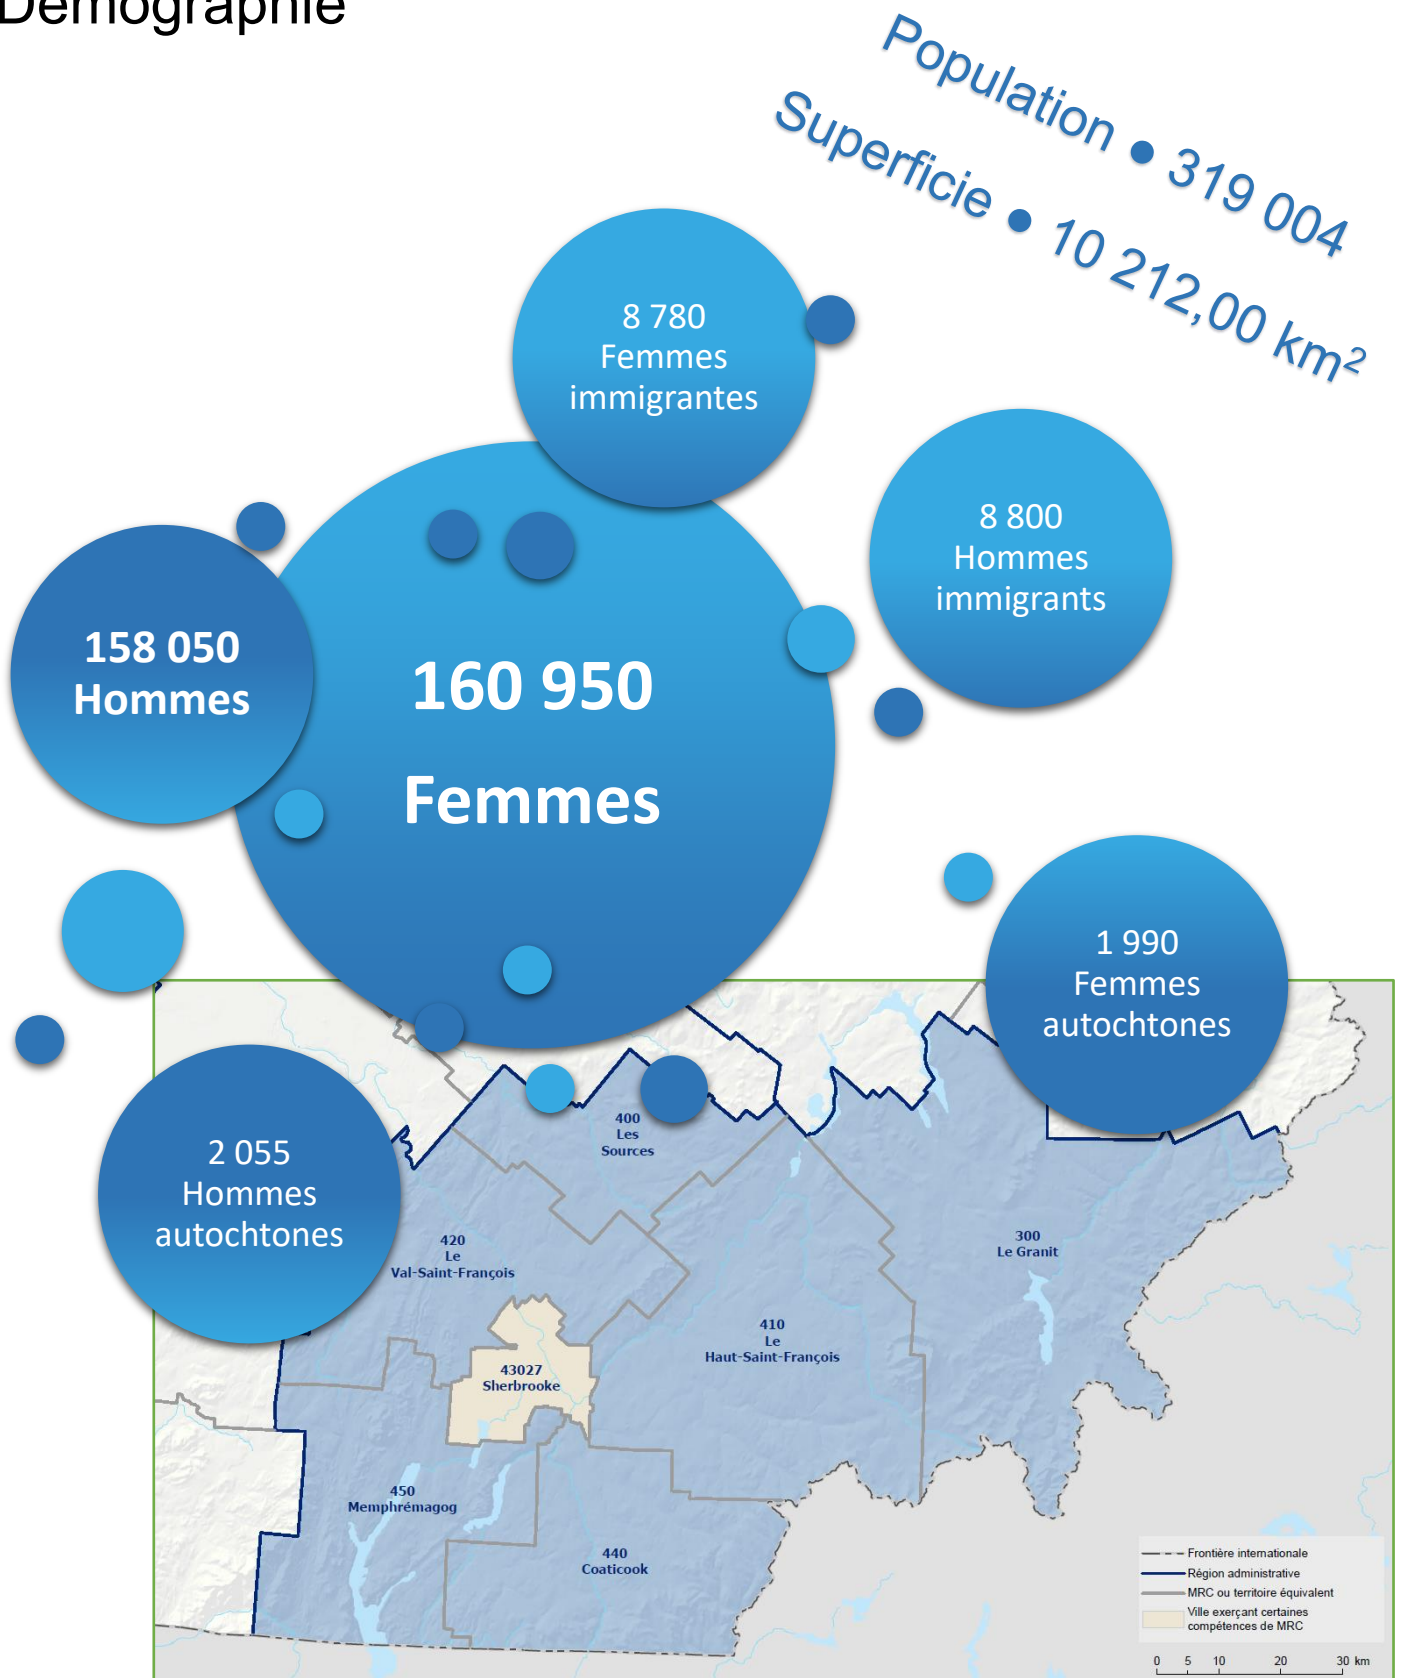 Démographie
Population • 319 004
Superficie • 10 212,00 km²
8 780
Femmes
immigrantes
8 800
Hommes
immigrants
158 050
Hommes
160 950
Femmes
1 990
Femmes
autochtones
2 055
Hommes
autochtones
400
Les
Sources
420
Le
Val-Saint-François
300
Le Granit
410
Le
Haut-Saint-François
43027
Sherbrooke
450
Memphrémagog
440
Coaticook
Frontière internationale
Région administrative
MRC ou territoire équivalent
Ville exerçant certaines
compétences de MRC
0 5 10 20 30 km